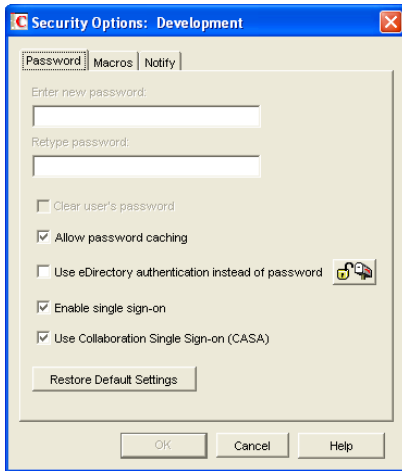 Security Options: Development
Password Macros Notify
Enter new password:
Retype password:
Clear user's password
Allow password caching
Use eDirectory authentication instead of password
Enable single sign-on
Use Collaboration Single Sign-on (CASA)
Restore Default Settings
OK Cancel Help